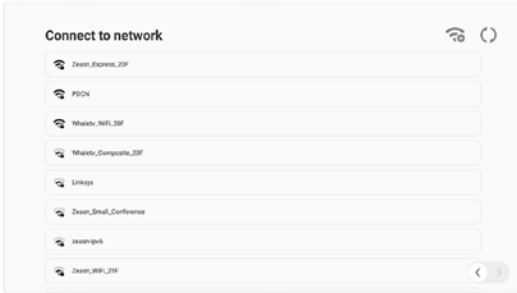 Connect to network
Zeasn_Express_20F
PDCN
Whaletv_WiFi_20F
Whaletv_Composite_20F
Linksys
Zeasn_Small_Conference
zeasn-ipv6
Zeasn_WiFi_21F